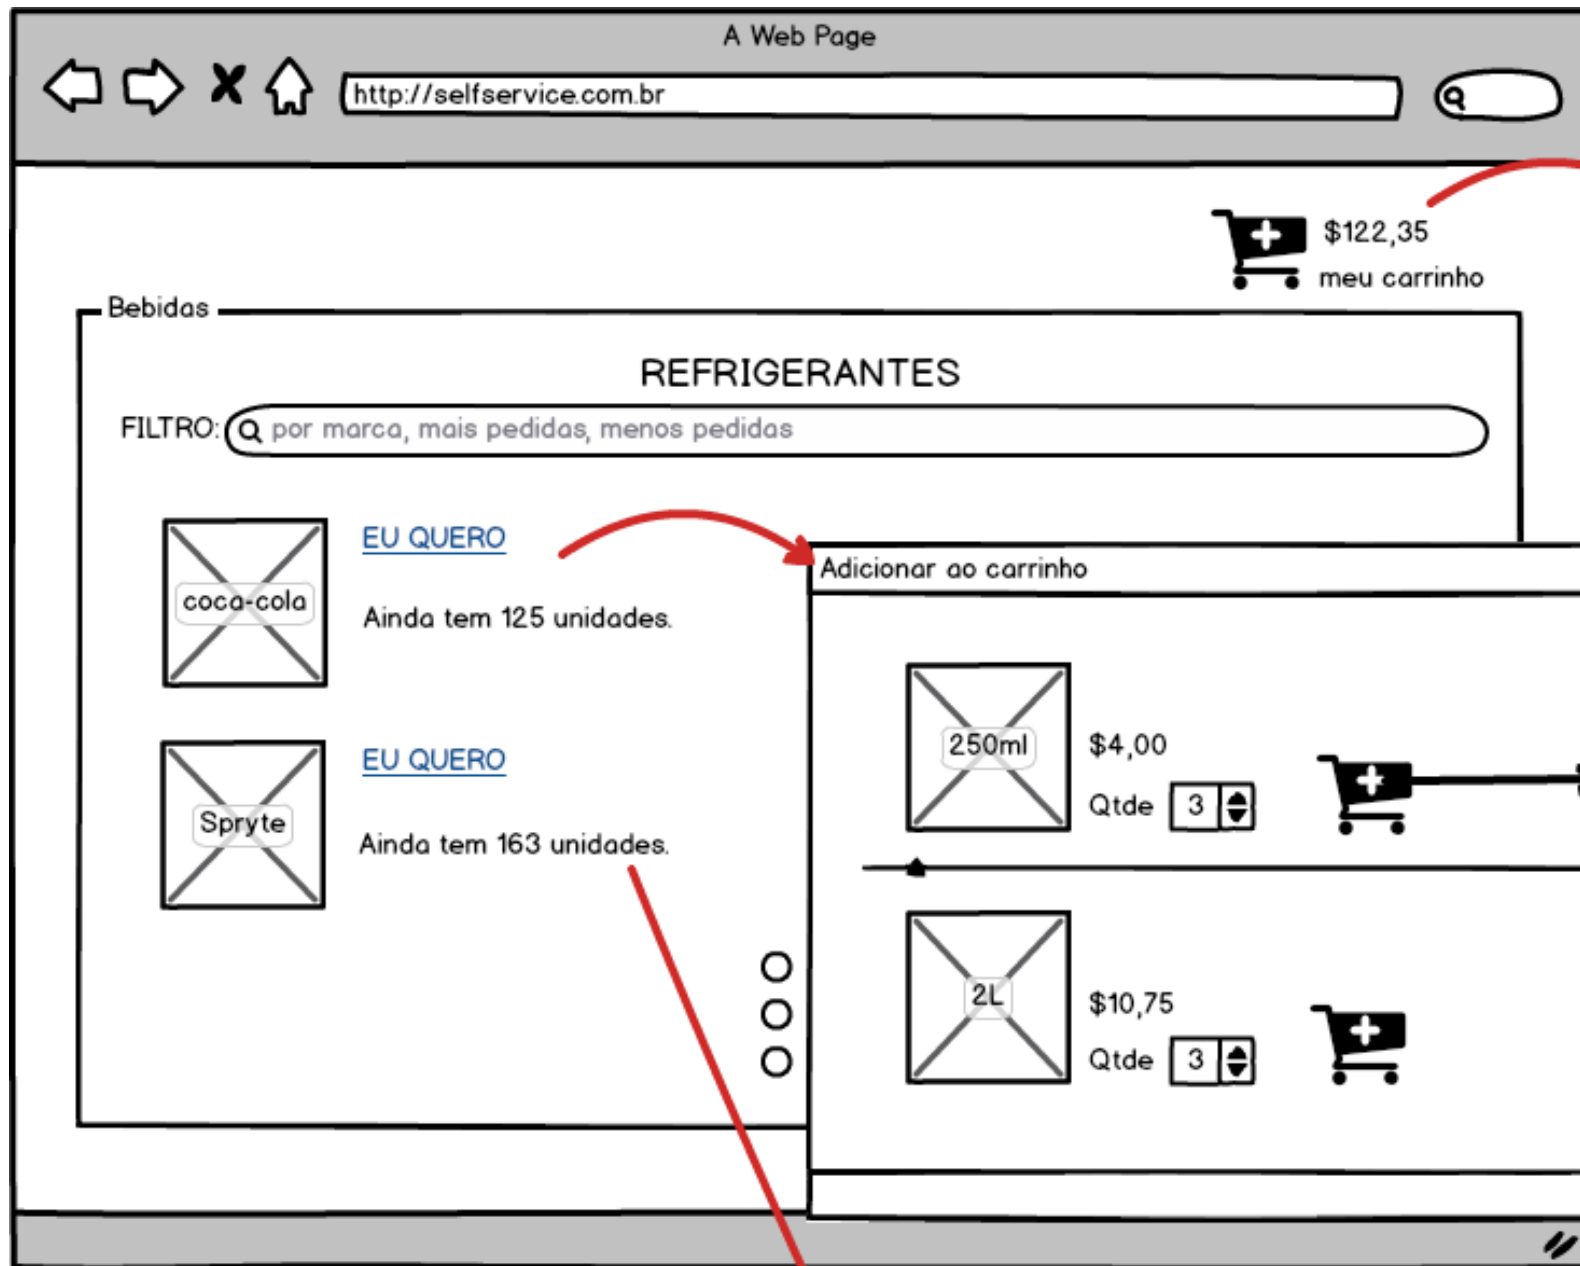 A Web Page
http://selfservice.com.br
$122,35
meu carrinho
Bebidas
REFRIGERANTES
FILTRO:
por marca, mais pedidas, menos pedidas
coca-cola
EU QUERO
Ainda tem 125 unidades.
Spryte
EU QUERO
Ainda tem 163 unidades.
Adicionar ao carrinho
250ml
$4,00
Qtde 3
2L
$10,75
Qtde 3